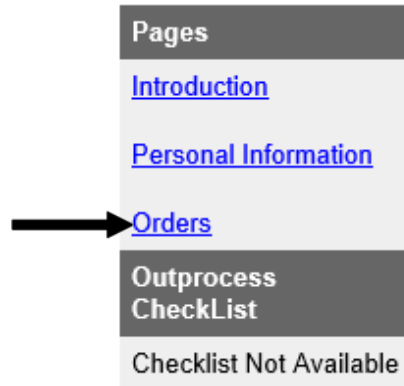 Pages
Introduction
Personal Information
Orders
Outprocess
CheckList
Checklist Not Available